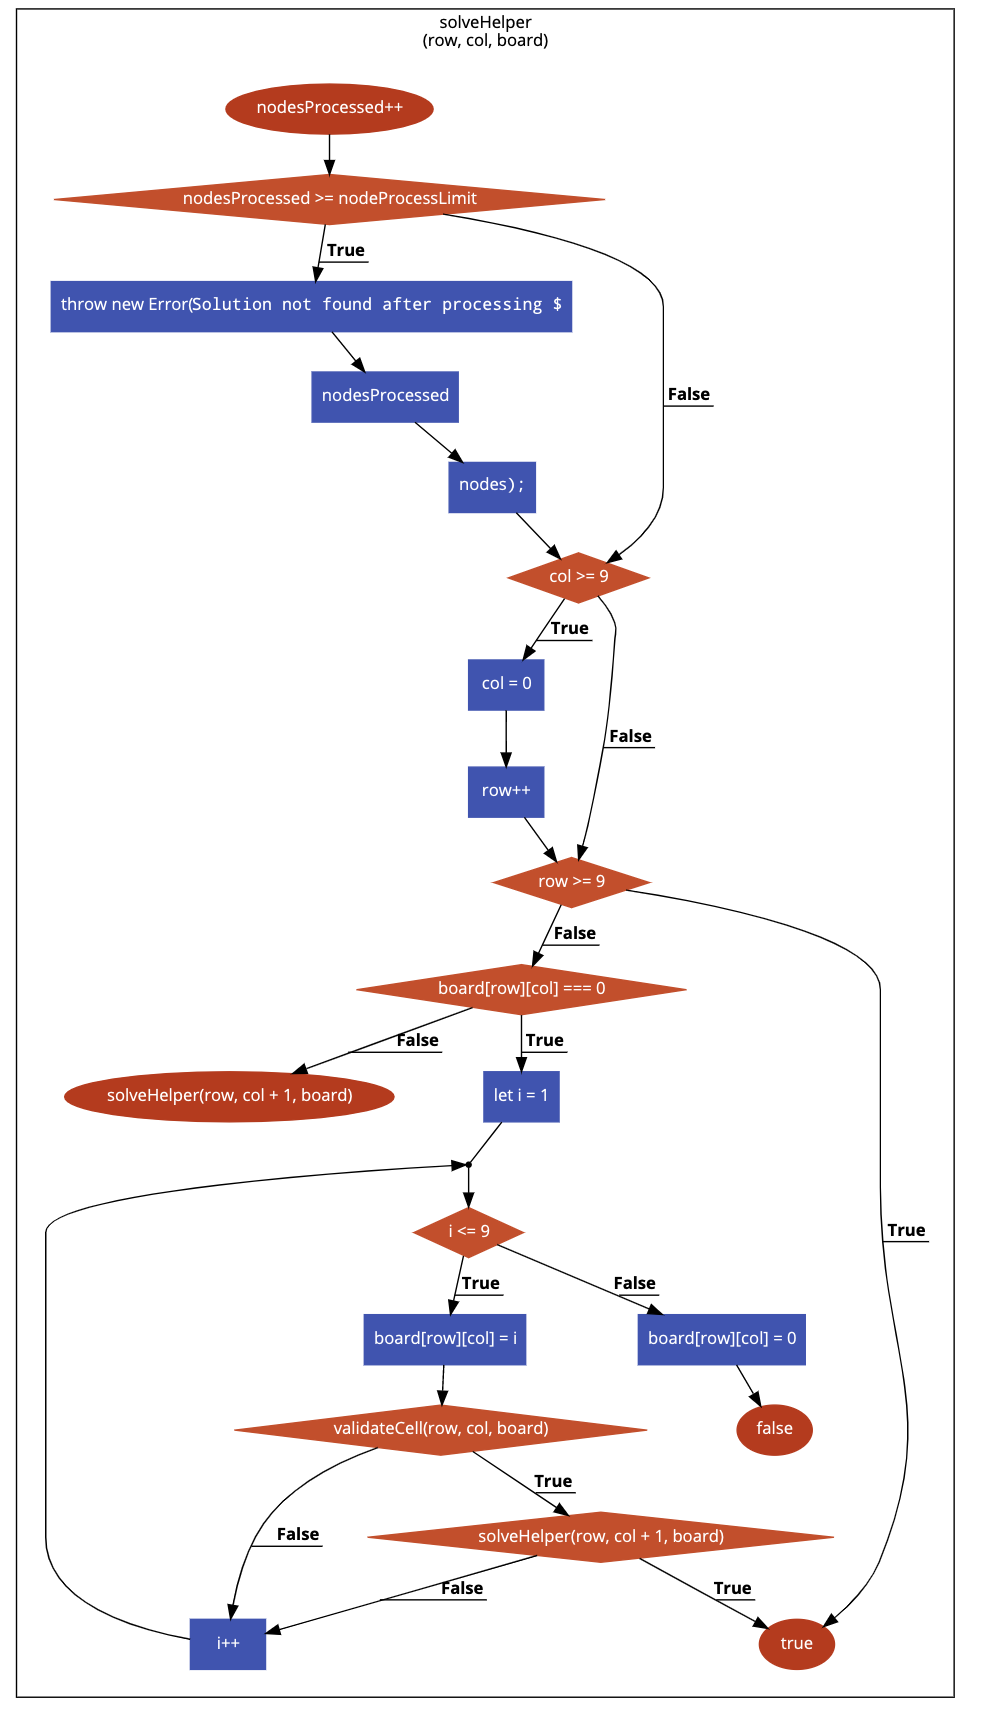 solveHelper
(row, col, board)
nodesProcessed++
nodesProcessed >= nodeProcessLimit
True
throw new Error(Solution not found after processing $
False
nodesProcessed
nodes);
col >= 9
True
col = 0
False
row++
row >= 9
False
board[row][col] === 0
False
True
solveHelper(row, col + 1, board)
let i = 1
True
i <= 9
True
False
board[row][col] = i
board[row][col] = 0
validateCell(row, col, board)
false
True
False
solveHelper(row, col + 1, board)
False
True
i++
true